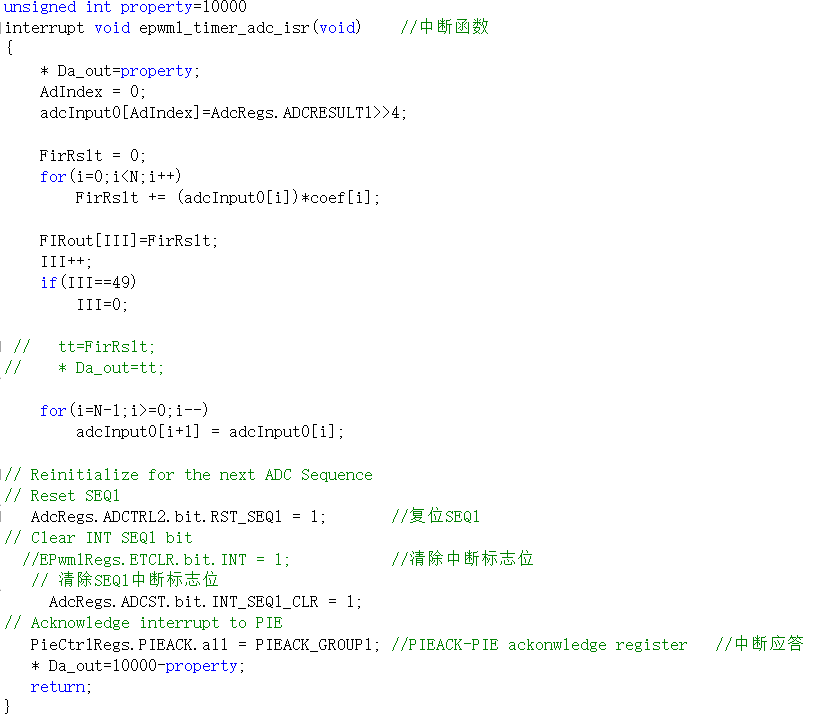 unsigned int property=10000
interrupt void epwm1_timer_adc_isr(void)    //中断函数
{
    * Da_out=property;
    AdIndex = 0;
    adcInput0[AdIndex]=AdcRegs.ADCRESULT1>>4;
    FirRslt = 0;
    for(i=0;i<N;i++)
        FirRslt += (adcInput0[i])*coef[i];
    FIRout[III]=FirRslt;
    III++;
    if(III==49)
        III=0;
 //   tt=FirRslt;
//    * Da_out=tt;
    for(i=N-1;i>=0;i--)
        adcInput0[i+1] = adcInput0[i];
// Reinitialize for the next ADC Sequence
// Reset SEQ1
   AdcRegs.ADCTRL2.bit.RST_SEQ1 = 1;       //复位SEQ1
// Clear INT SEQ1 bit
  //EPwm1Regs.ETCLR.bit.INT = 1;           //清除中断标志位
   // 清除SEQ1中断标志位
     AdcRegs.ADCST.bit.INT_SEQ1_CLR = 1;
// Acknowledge interrupt to PIE
   PieCtrlRegs.PIEACK.all = PIEACK_GROUP1; //PIEACK-PIE ackonwledge register   //中断应答
   * Da_out=10000-property;
   return;
}